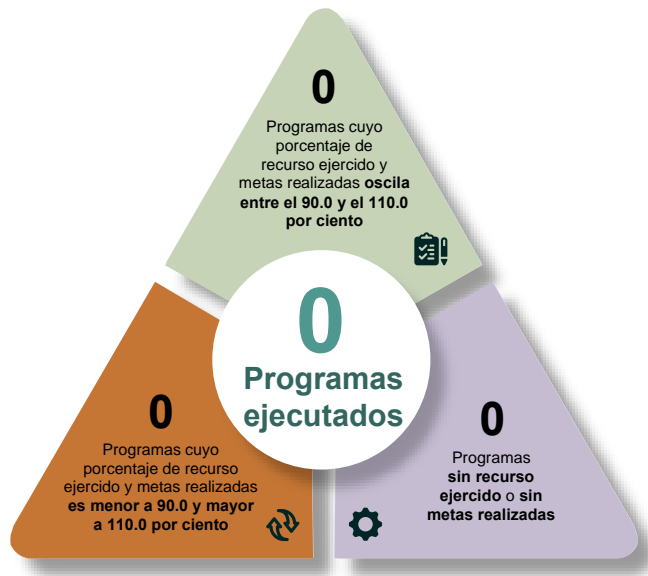 0
Programas cuyo
porcentaje de
recurso ejercido y
metas realizadas oscila
entre el 90.0 y el 110.0
por ciento
0
Programas
ejecutados
0
Programas cuyo
porcentaje de recurso
ejercido y metas realizadas
es menor a 90.0 y mayor
a 110.0 por ciento
0
Programas
sin recurso
ejercido o sin
metas realizadas